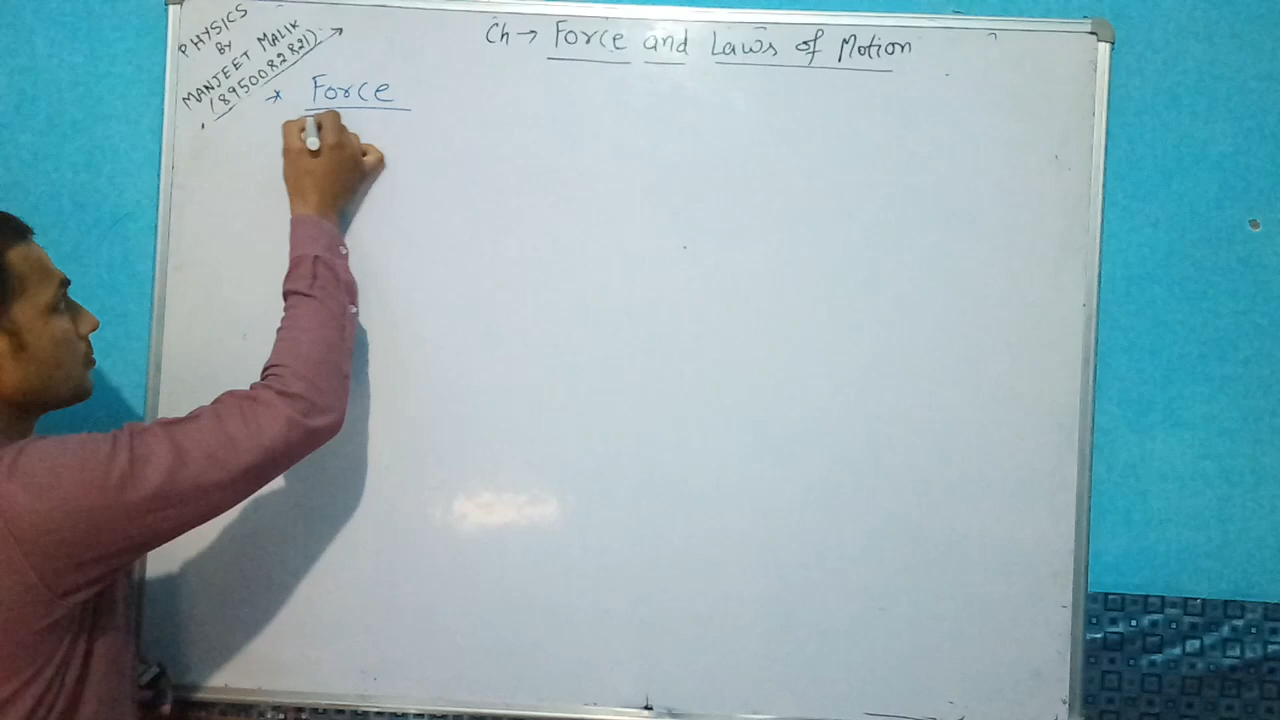 PHYSICS
By
MANJEET MALIK
(8950082821)
Ch → Force and Laws of Motion
* Force